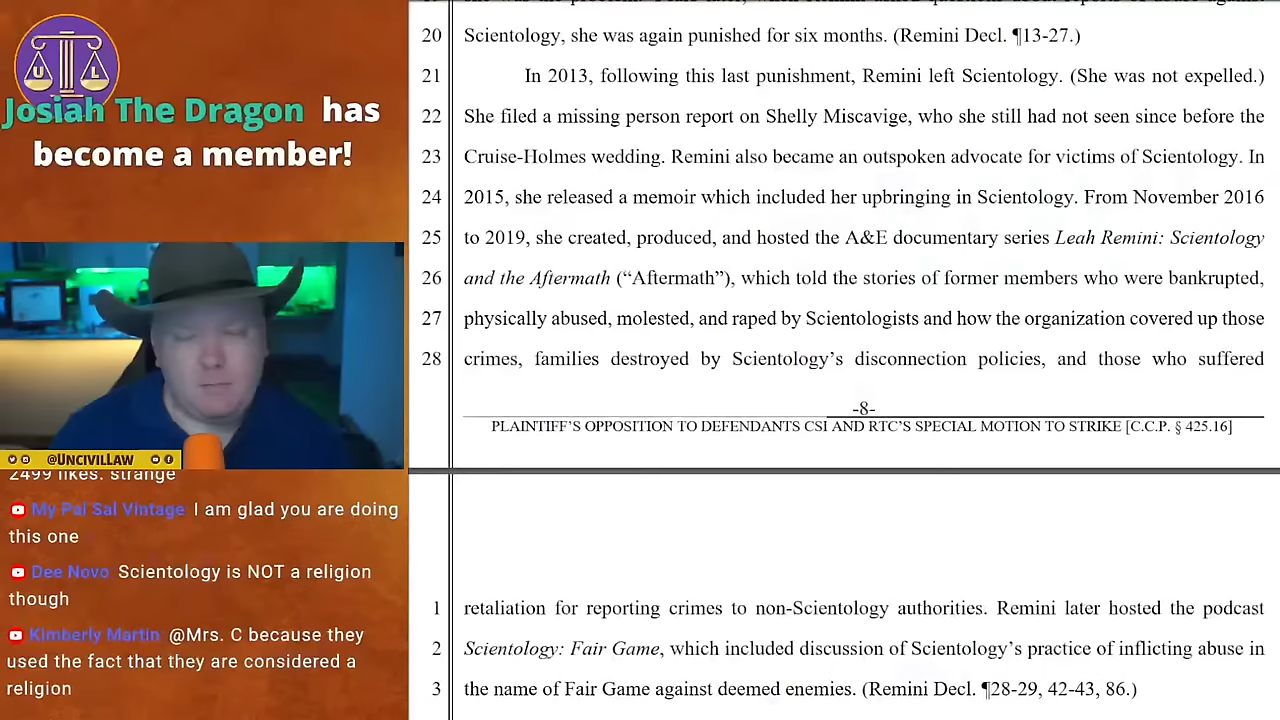 U L
Josiah The Dragon has
become a member!
@UNCIVILLAW
2499 likes. strange
My Pal Sal Vintage I am glad you are doing
this one
Dee Novo Scientology is NOT a religion
though
Kimberly Martin @Mrs. C because they
used the fact that they are considered a
religion
20 Scientology, she was again punished for six months. (Remini Decl. ¶13-27.)
21 In 2013, following this last punishment, Remini left Scientology. (She was not expelled.)
22 She filed a missing person report on Shelly Miscavige, who she still had not seen since before the
23 Cruise-Holmes wedding. Remini also became an outspoken advocate for victims of Scientology. In
24 2015, she released a memoir which included her upbringing in Scientology. From November 2016
25 to 2019, she created, produced, and hosted the A&E documentary series Leah Remini: Scientology
26 and the Aftermath (“Aftermath”), which told the stories of former members who were bankrupted,
27 physically abused, molested, and raped by Scientologists and how the organization covered up those
28 crimes, families destroyed by Scientology’s disconnection policies, and those who suffered
-8-
PLAINTIFF’S OPPOSITION TO DEFENDANTS CSI AND RTC’S SPECIAL MOTION TO STRIKE [C.C.P. § 425.16]
1 retaliation for reporting crimes to non-Scientology authorities. Remini later hosted the podcast
2 Scientology: Fair Game, which included discussion of Scientology’s practice of inflicting abuse in
3 the name of Fair Game against deemed enemies. (Remini Decl. ¶28-29, 42-43, 86.)